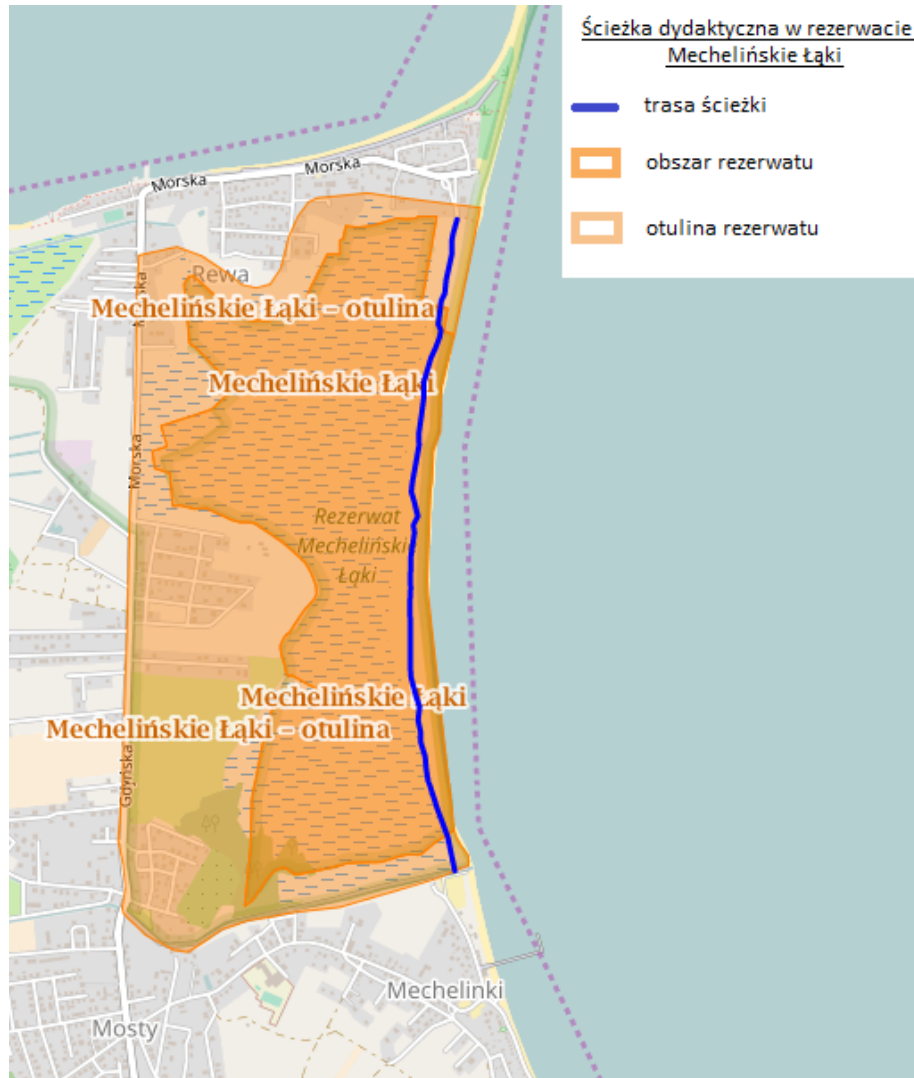 Ścieżka dydaktyczna w rezerwacie
Mechelińskie Łąki
trasa ścieżki
obszar rezerwatu
otulina rezerwatu
Morska
Morska
Rewa
Mechelińskie Łąki – otulina
Mechelińskie Łąki
Morska
Rezerwat
Mecheliński
Łąki
Mechelińskie Łąki
Mechelińskie Łąki – otulina
Gdyńska
Mechelinki
Mosty